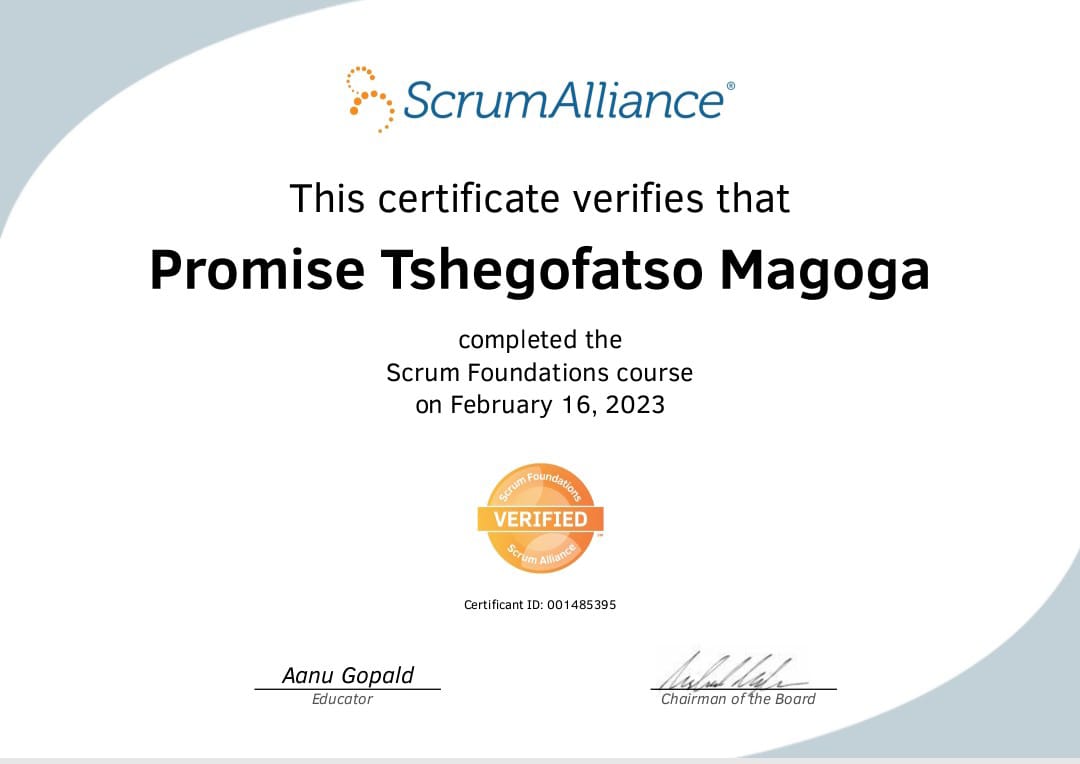 ScrumAlliance®
This certificate verifies that
Promise Tshegofatso Magoga
completed the
Scrum Foundations course
on February 16, 2023
Scrum Foundations
VERIFIED
™
Scrum Alliance
Certificant ID: 001485395
Aanu Gopald
Educator
Chairman of the Board